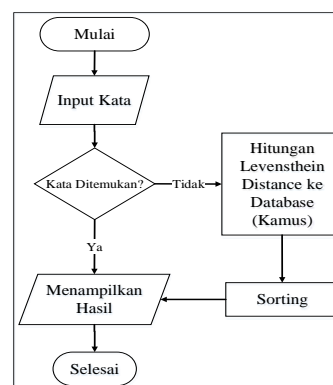 Mulai
Input Kata
Kata Ditemukan?
Tidak
Hitungan
Levensthein
Distance ke
Database
(Kamus)
Ya
Menampilkan
Hasil
Sorting
Selesai